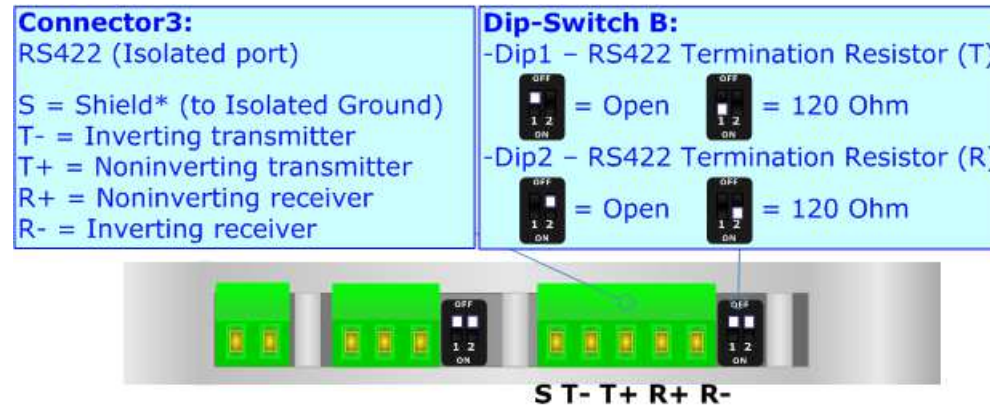 Connector3:
RS422 (Isolated port)
S = Shield* (to Isolated Ground)
T- = Inverting transmitter
T+ = Noninverting transmitter
R+ = Noninverting receiver
R- = Inverting receiver
Dip-Switch B:
-Dip1 – RS422 Termination Resistor (T)
OFF OFF
= Open = 120 Ohm
1 2 1 2
ON ON
-Dip2 – RS422 Termination Resistor (R)
OFF OFF
= Open = 120 Ohm
1 2 1 2
ON ON
OFF OFF
1 2 1 2
ON ON
S T- T+ R+ R-